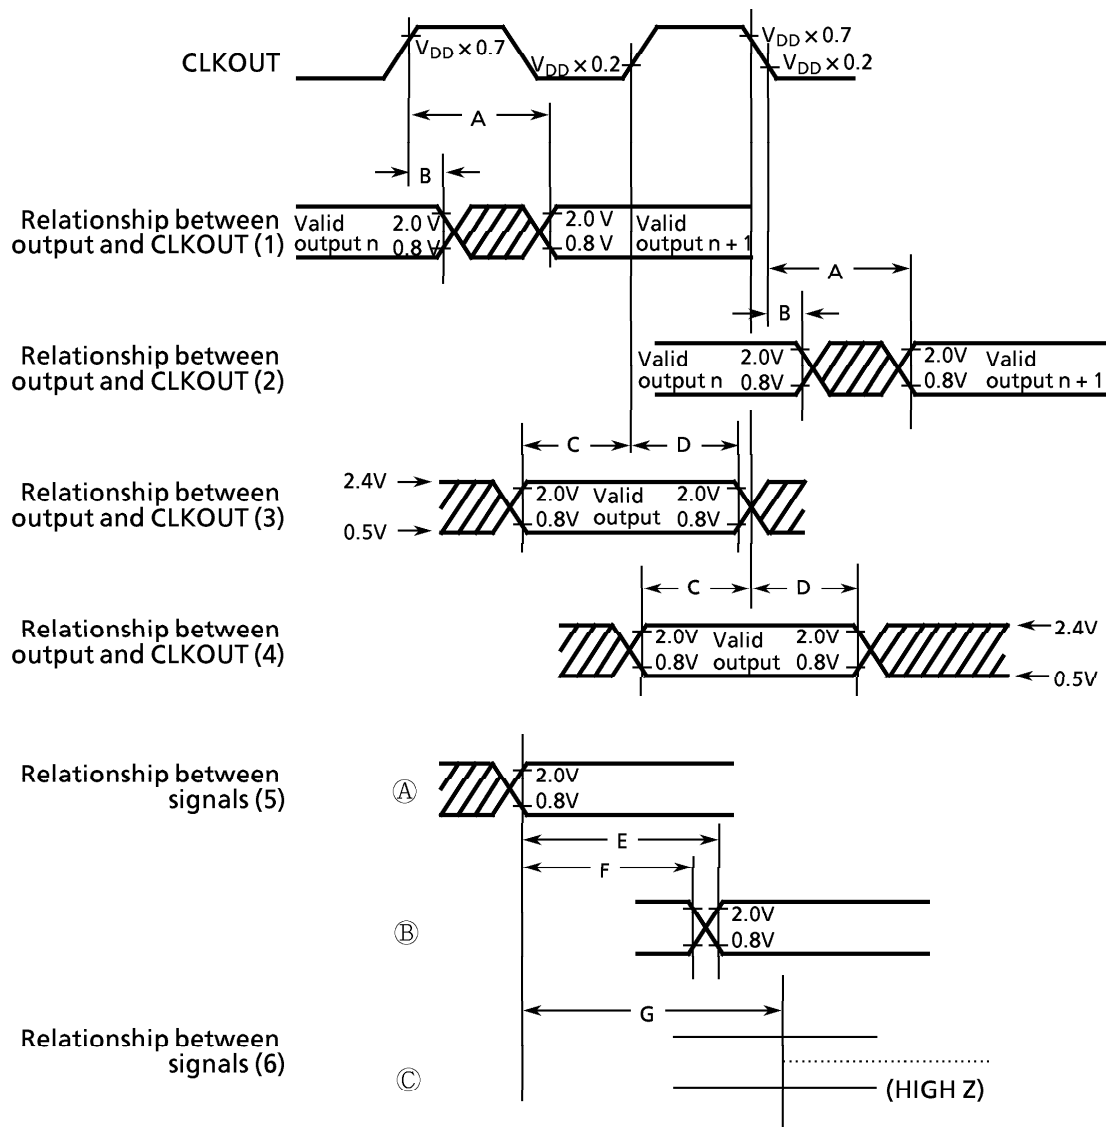 CLKOUT
VDD × 0.7
VDD × 0.2
VDD × 0.7
VDD × 0.2
A
B
Relationship between
output and CLKOUT (1)
Valid
output n
2.0 V
0.8 V
2.0 V
0.8 V
Valid
output n + 1
A
B
Relationship between
output and CLKOUT (2)
Valid
output n
2.0V
0.8V
2.0V
0.8V
Valid
output n + 1
C
D
Relationship between
output and CLKOUT (3)
2.4V
0.5V
2.0V
0.8V
Valid
output
2.0V
0.8V
C
D
Relationship between
output and CLKOUT (4)
2.0V
0.8V
Valid
output
2.0V
0.8V
2.4V
0.5V
Relationship between
signals (5)
Ⓐ
2.0V
0.8V
E
F
Ⓑ
2.0V
0.8V
G
Relationship between
signals (6)
Ⓒ
(HIGH Z)